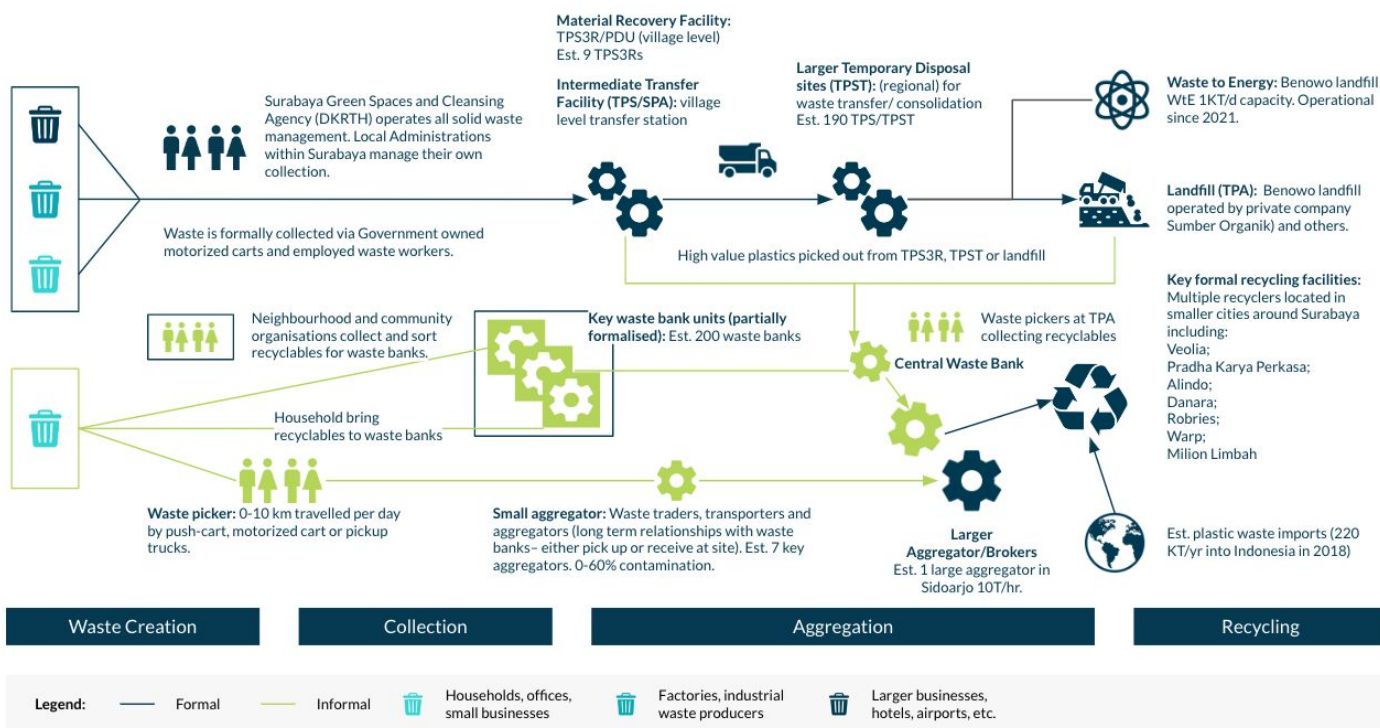 Material Recovery Facility:
TPS3R/PDU (village level)
Est. 9 TPS3Rs
Intermediate Transfer
Facility (TPS/SPA): village
level transfer station
Larger Temporary Disposal
sites (TPST): (regional) for
waste transfer/ consolidation
Est. 190 TPS/TPST
Waste to Energy: Benowo landfill
WtE 1KT/d capacity. Operational
since 2021.
Surabaya Green Spaces and Cleansing
Agency (DKRTH) operates all solid waste
management. Local Administrations
within Surabaya manage their own
collection.
Landfill (TPA): Benowo landfill
operated by private company
Sumber Organik) and others.
Waste is formally collected via Government owned
motorized carts and employed waste workers.
High value plastics picked out from TPS3R, TPST or landfill
Key formal recycling facilities:
Multiple recyclers located in
smaller cities around Surabaya
including:
Veolia;
Pradha Karya Perkasa;
Alindo;
Danara;
Robries;
Warp;
Milion Limbah
Neighbourhood and community
organisations collect and sort
recyclables for waste banks.
Key waste bank units (partially
formalised): Est. 200 waste banks
Waste pickers at TPA
collecting recyclables
Central Waste Bank
Household bring
recyclables to waste banks
Waste picker: 0-10 km travelled per day
by push-cart, motorized cart or pickup
trucks.
Small aggregator: Waste traders, transporters and
aggregators (long term relationships with waste
banks– either pick up or receive at site). Est. 7 key
aggregators. 0-60% contamination.
Larger
Aggregator/Brokers
Est. 1 large aggregator in
Sidoarjo 10T/hr.
Est. plastic waste imports (220
KT/yr into Indonesia in 2018)
Waste Creation
Collection
Aggregation
Recycling
Legend:
Formal
Informal
Households, offices,
small businesses
Factories, industrial
waste producers
Larger businesses,
hotels, airports, etc.